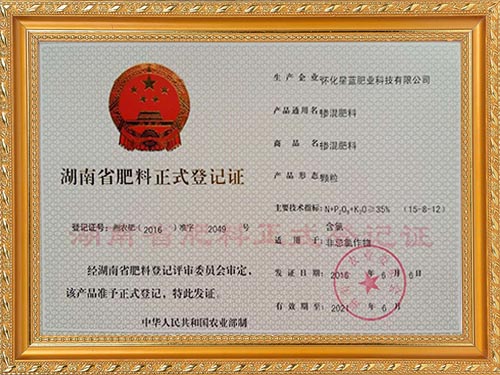 湖南省肥料正式登记证
登记证号：湘农肥（2016）准字 2049 号
经湖南省肥料登记评审委员会审定，
该产品准予正式登记，特此发证。
中华人民共和国农业部制
生产企业 怀化星蓝肥业科技有限公司
产品通用名 掺混肥料
商品名 掺混肥料
产品形态 颗粒
主要技术指标：N+P₂O₅+K₂O≥35% （15-8-12）
含氯
适用于：非忌氯作物
发证日期：2016 年 6 月 6 日
有效期至：2021 年 6 月
湖南省肥料正式登记证